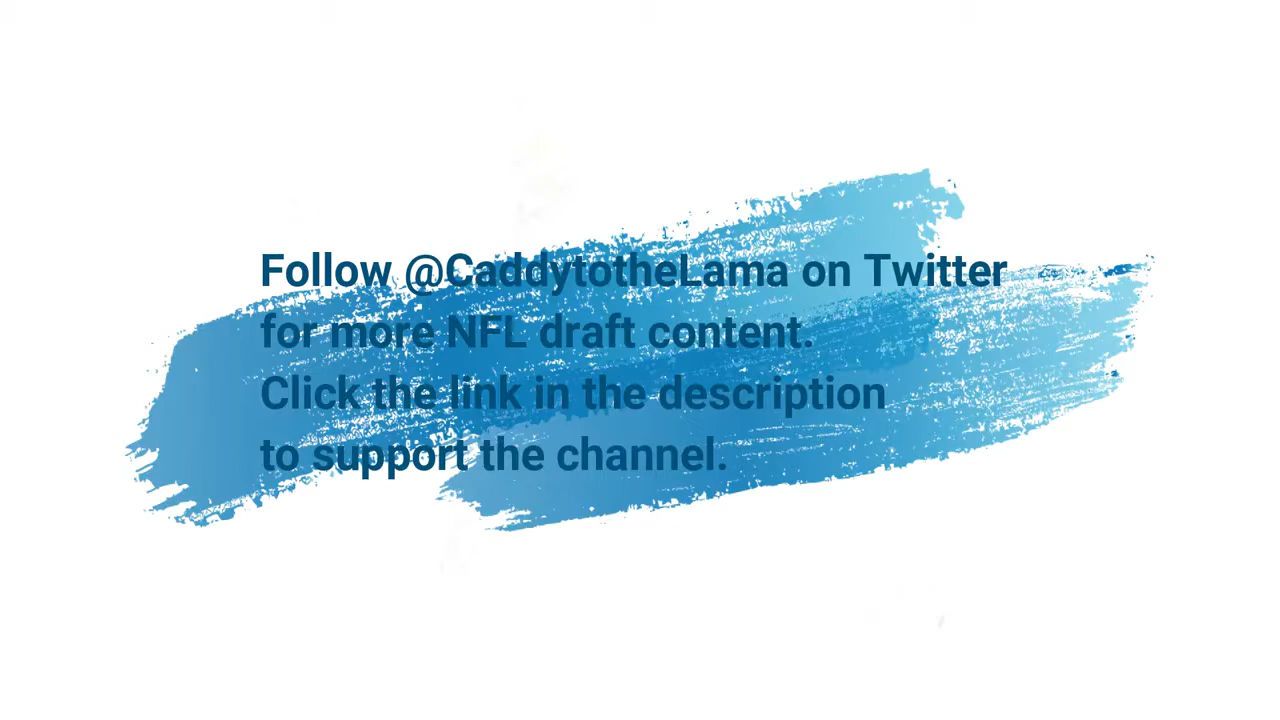 Follow @CaddytotheLama on Twitter
for more NFL draft content.
Click the link in the description
to support the channel.